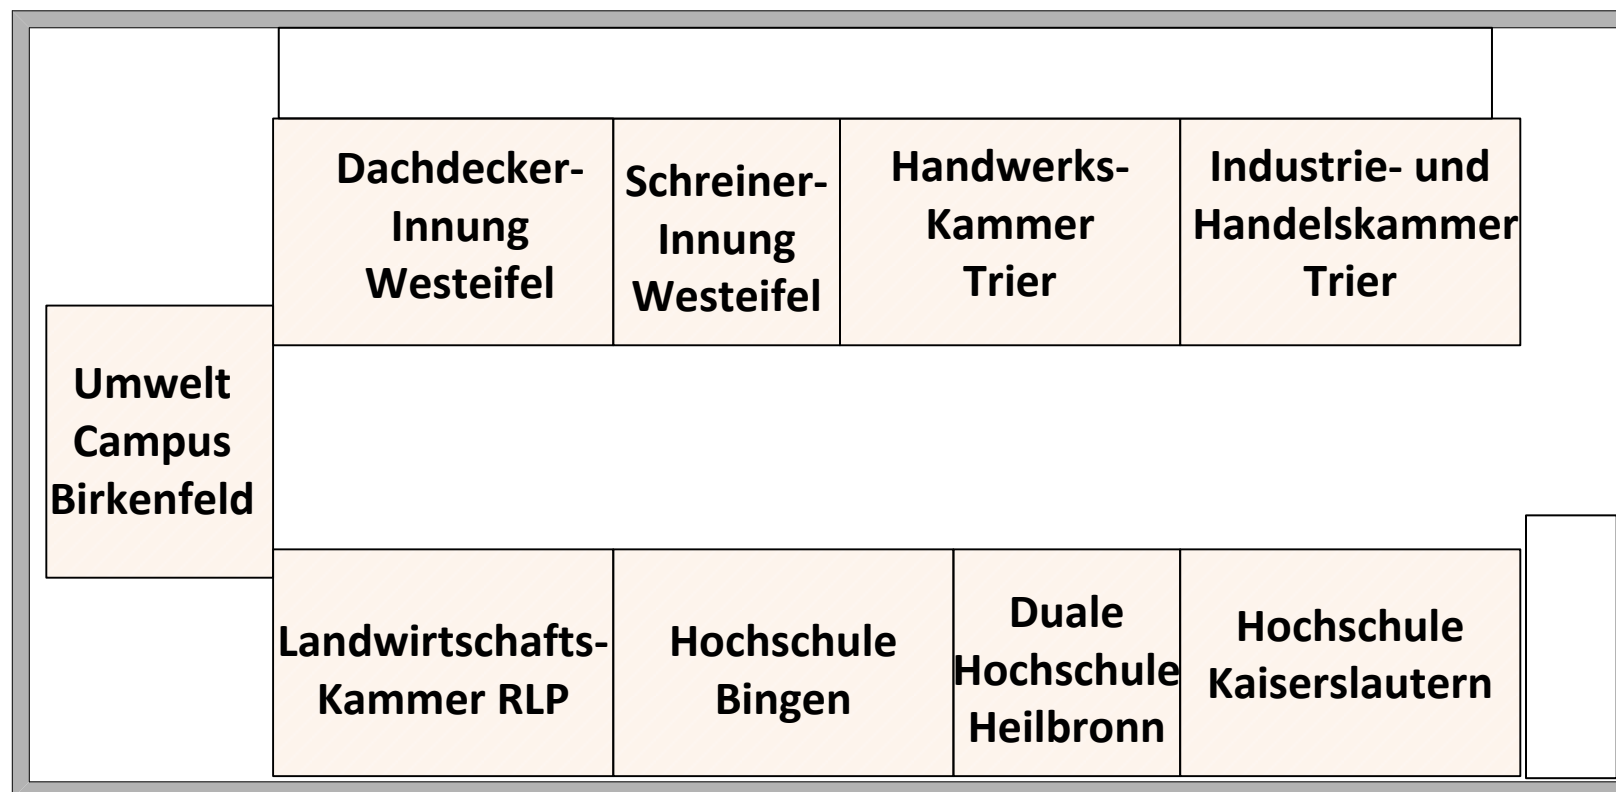 Dachdecker-
Innung
Westeifel
Schreiner-
Innung
Westeifel
Handwerks-
Kammer
Trier
Industrie- und
Handelskammer
Trier
Umwelt
Campus
Birkenfeld
Landwirtschafts-
Kammer RLP
Hochschule
Bingen
Duale
Hochschule
Heilbronn
Hochschule
Kaiserslautern